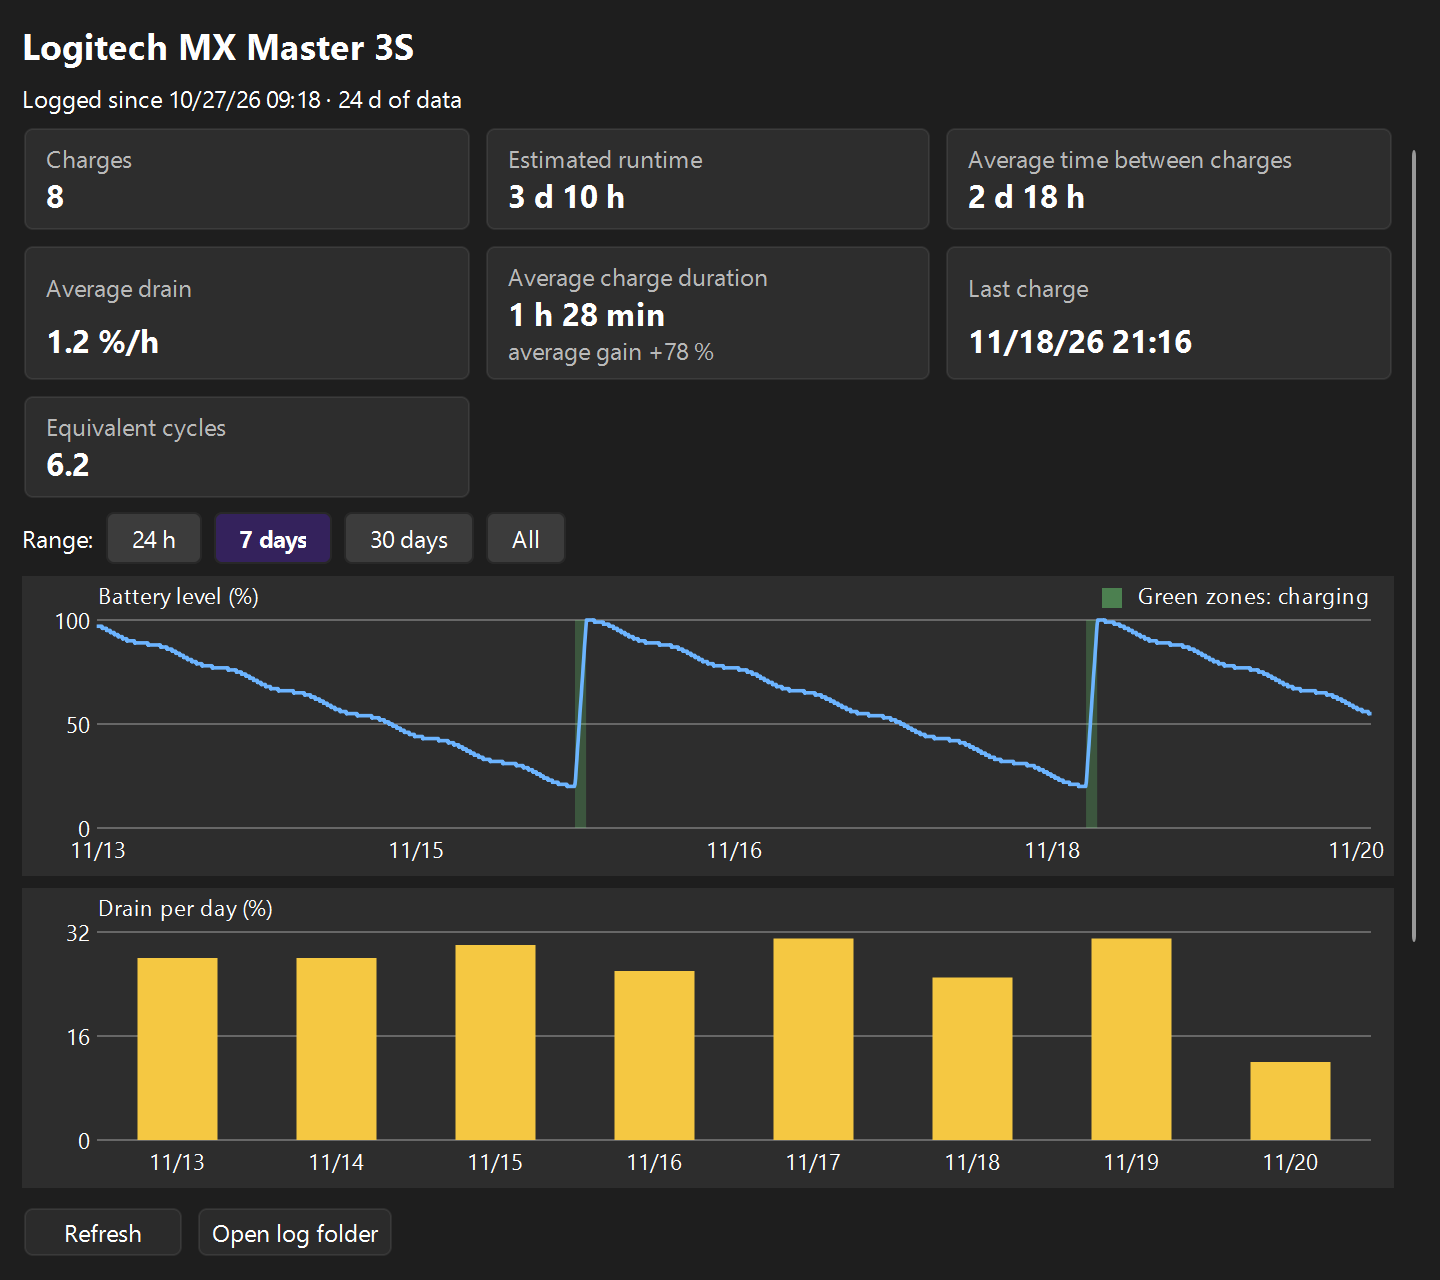 Logitech MX Master 3S
Logged since 10/27/26 09:18 · 24 d of data
Charges
8
Estimated runtime
3 d 10 h
Average time between charges
2 d 18 h
Average drain
1.2 %/h
Average charge duration
1 h 28 min
average gain +78 %
Last charge
11/18/26 21:16
Equivalent cycles
6.2
Range: 24 h 7 days 30 days All
Battery level (%)
Green zones: charging
100
50
0
11/13 11/15 11/16 11/18 11/20
Drain per day (%)
32
16
0
11/13 11/14 11/15 11/16 11/17 11/18 11/19 11/20
Refresh Open log folder